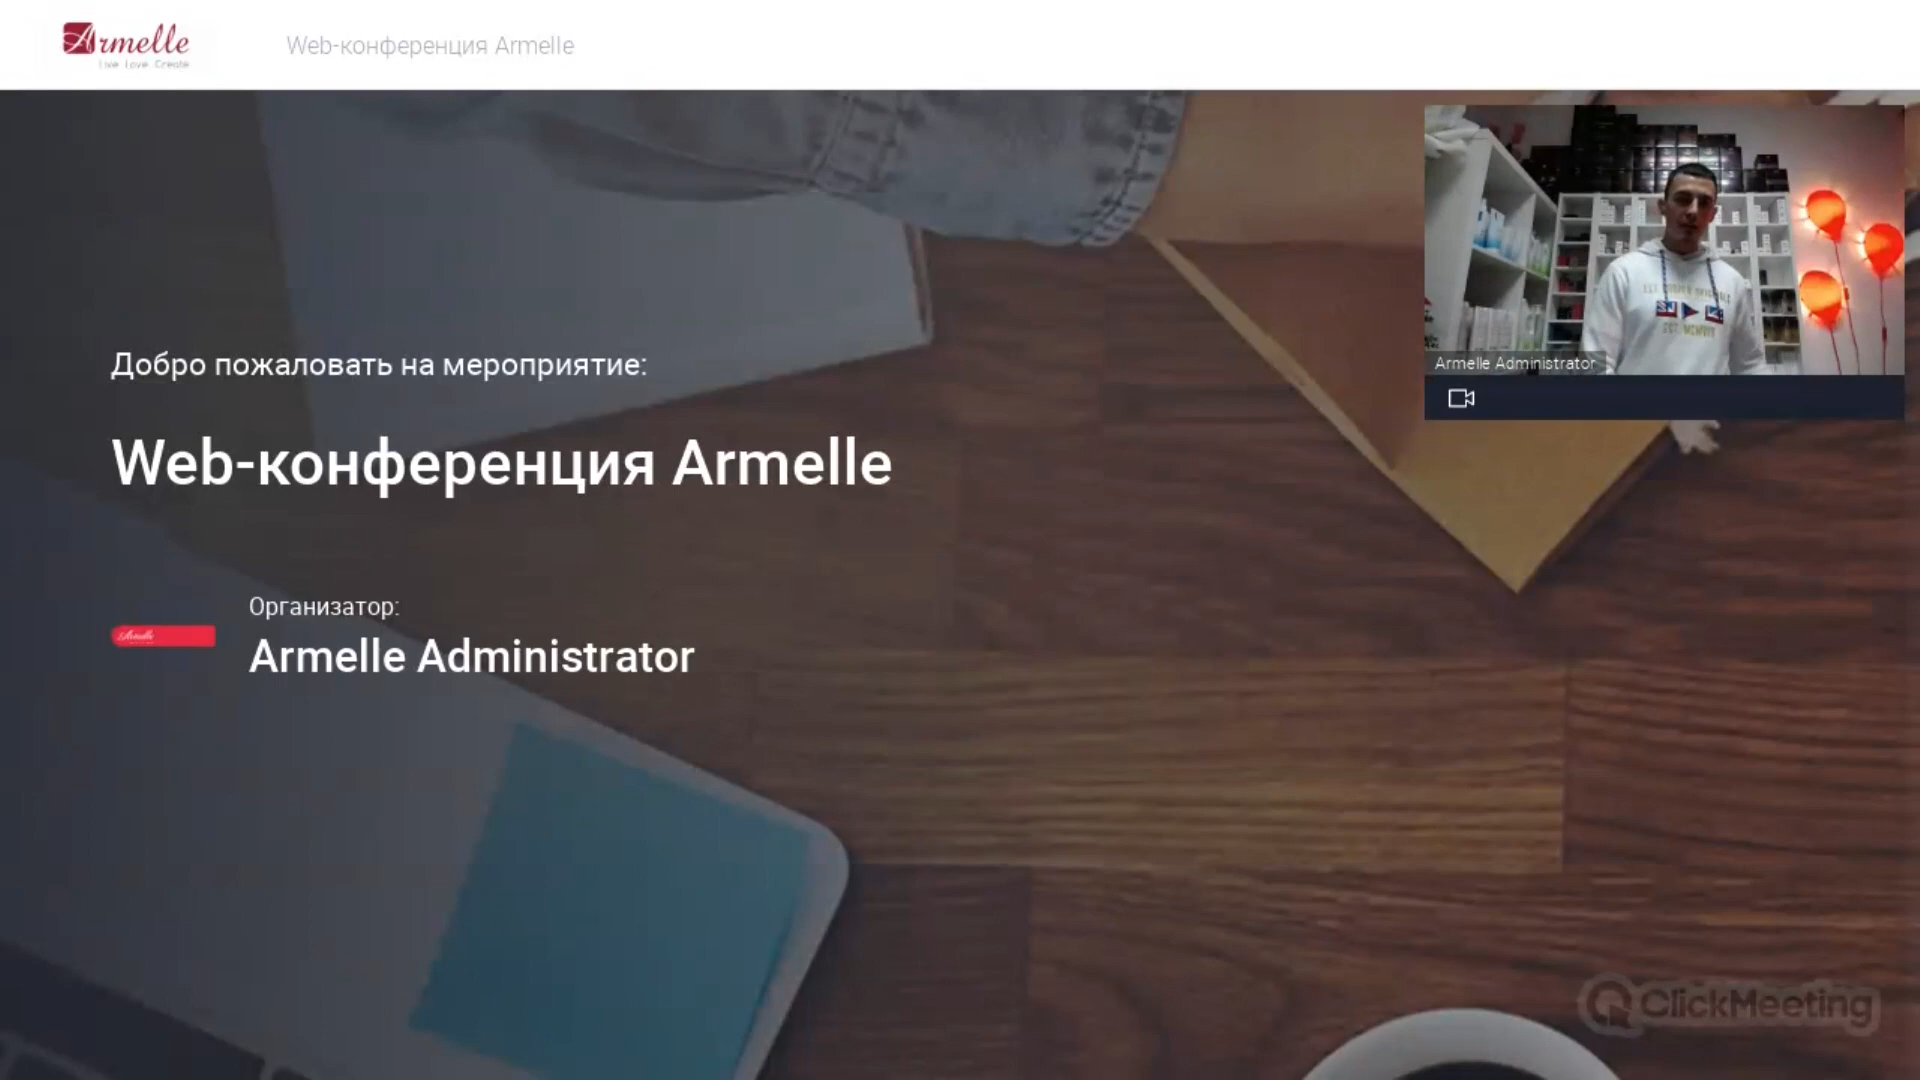 Armelle
Live Love Create
Web-конференция Armelle
Armelle Administrator
Добро пожаловать на мероприятие:
Web-конференция Armelle
Организатор:
Armelle
Armelle Administrator
ClickMeeting